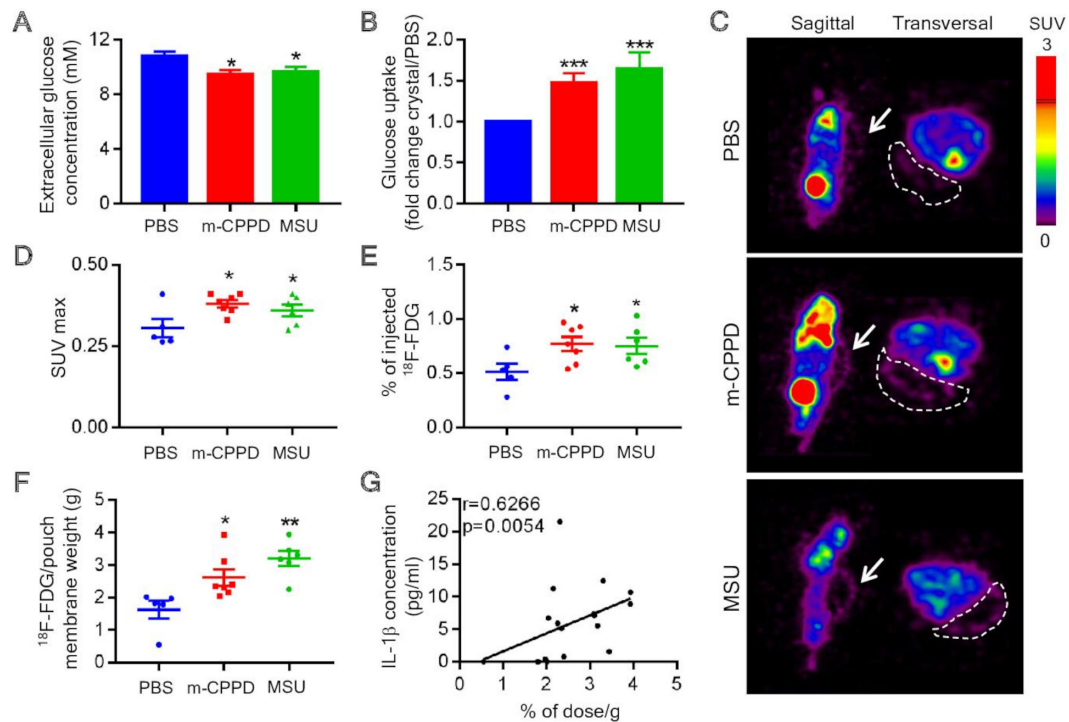 A
Extracellular glucose
concentration (mM)
12
8
4
0
*
*
PBS
m-CPPD
MSU
B
Glucose uptake
(fold change crystal/PBS)
2.0
1.5
1.0
0.5
0.0
***
***
PBS
m-CPPD
MSU
C
Sagittal
Transversal
SUV
3
0
PBS
m-CPPD
MSU
D
SUV max
0.50
0.25
0.00
*
*
PBS
m-CPPD
MSU
E
% of injected
18F-FDG
1.5
1.0
0.5
0.0
*
*
PBS
m-CPPD
MSU
F
18F-FDG/pouch
membrane weight (g)
5
4
3
2
1
0
*
**
PBS
m-CPPD
MSU
G
IL-1β concentration
(pg/ml)
25
20
15
10
5
0
r=0.6266
p=0.0054
0
1
2
3
4
5
% of dose/g